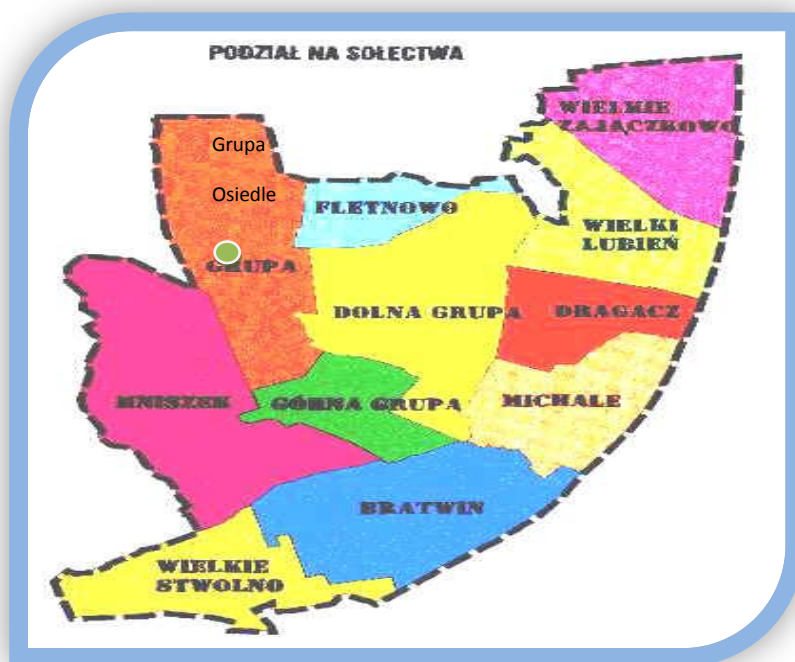 PODZIAŁ NA SOŁECTWA
WIELKIE
ZAJĄCZKOWO
Grupa
Osiedle
FLETNOWO
WIELKI
LUBIEŃ
GRUPA
DOLNA GRUPA
DRAGACZ
MNISZEK
GÓRNA GRUPA
MICHALE
BRATWIN
WIELKIE
STWOLNO